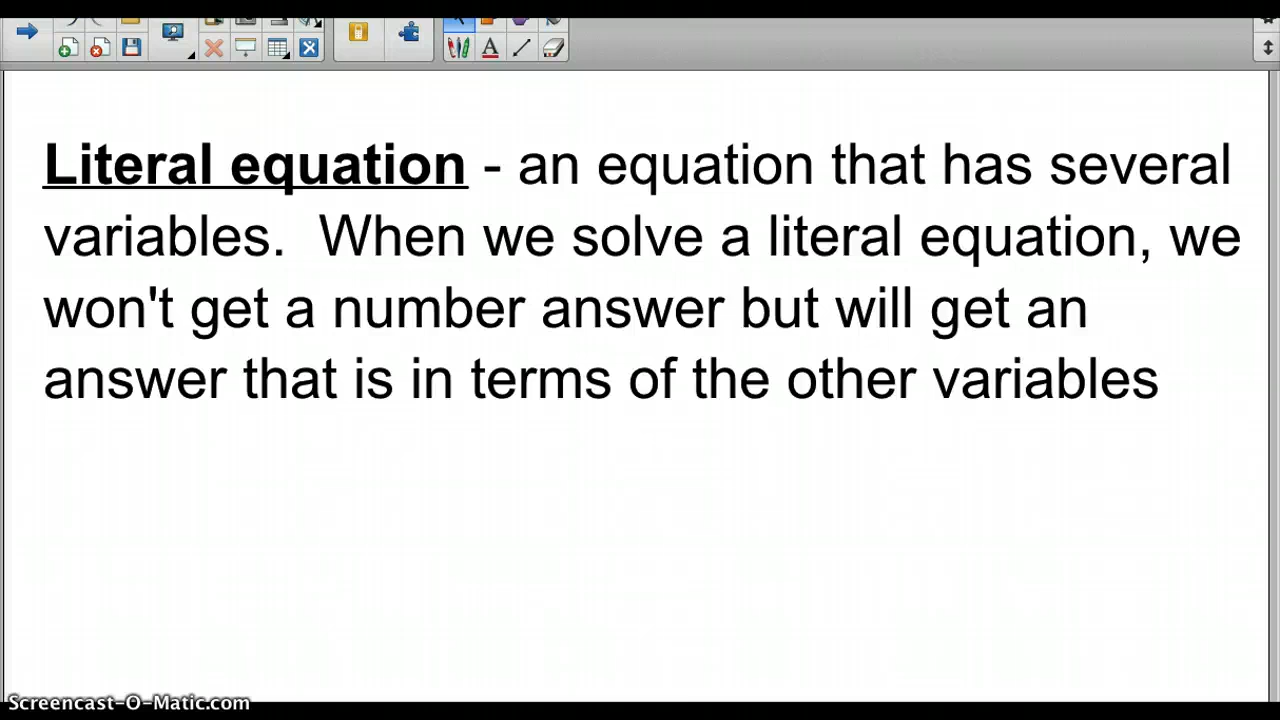 Literal equation - an equation that has several
variables.  When we solve a literal equation, we
won't get a number answer but will get an
answer that is in terms of the other variables
Screencast-O-Matic.com